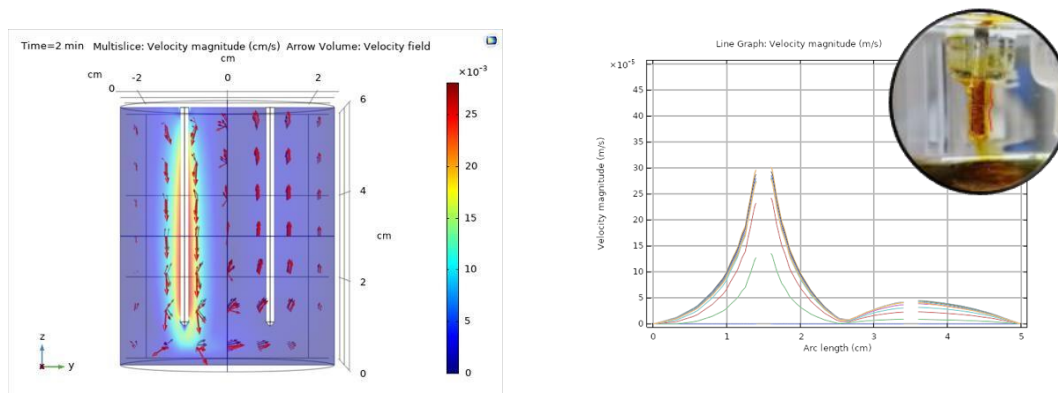 Time=2 min Multislice: Velocity magnitude (cm/s) Arrow Volume: Velocity field
cm
cm -2 0 2
0
6
4
cm
2
0
z
y
×10⁻³
25
20
15
10
5
0
Line Graph: Velocity magnitude (m/s)
×10⁻⁵
45
40
35
30
25
20
15
10
5
0
Velocity magnitude (m/s)
0 1 2 3 4 5
Arc length (cm)